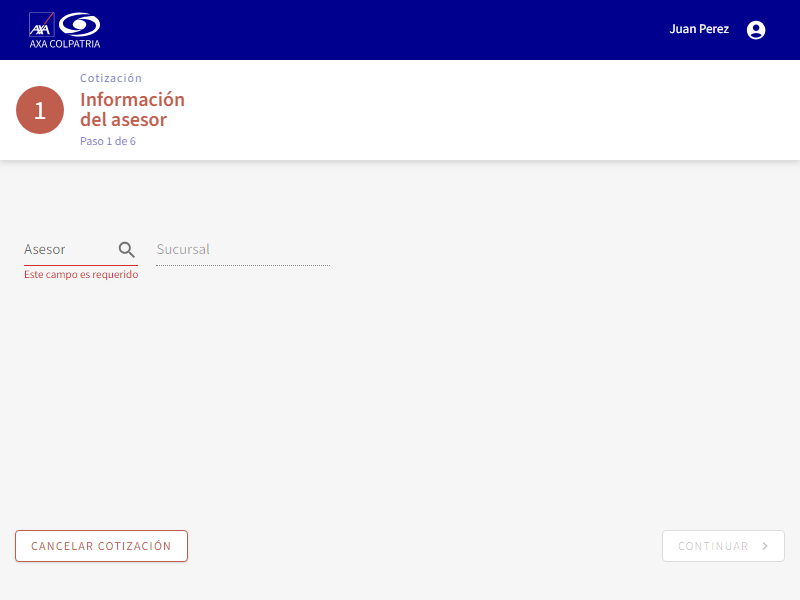 AXA
AXA COLPATRIA
Juan Perez
1
Cotización
Información
del asesor
Paso 1 de 6
Asesor
Sucursal
Este campo es requerido
CANCELAR COTIZACIÓN
CONTINUAR